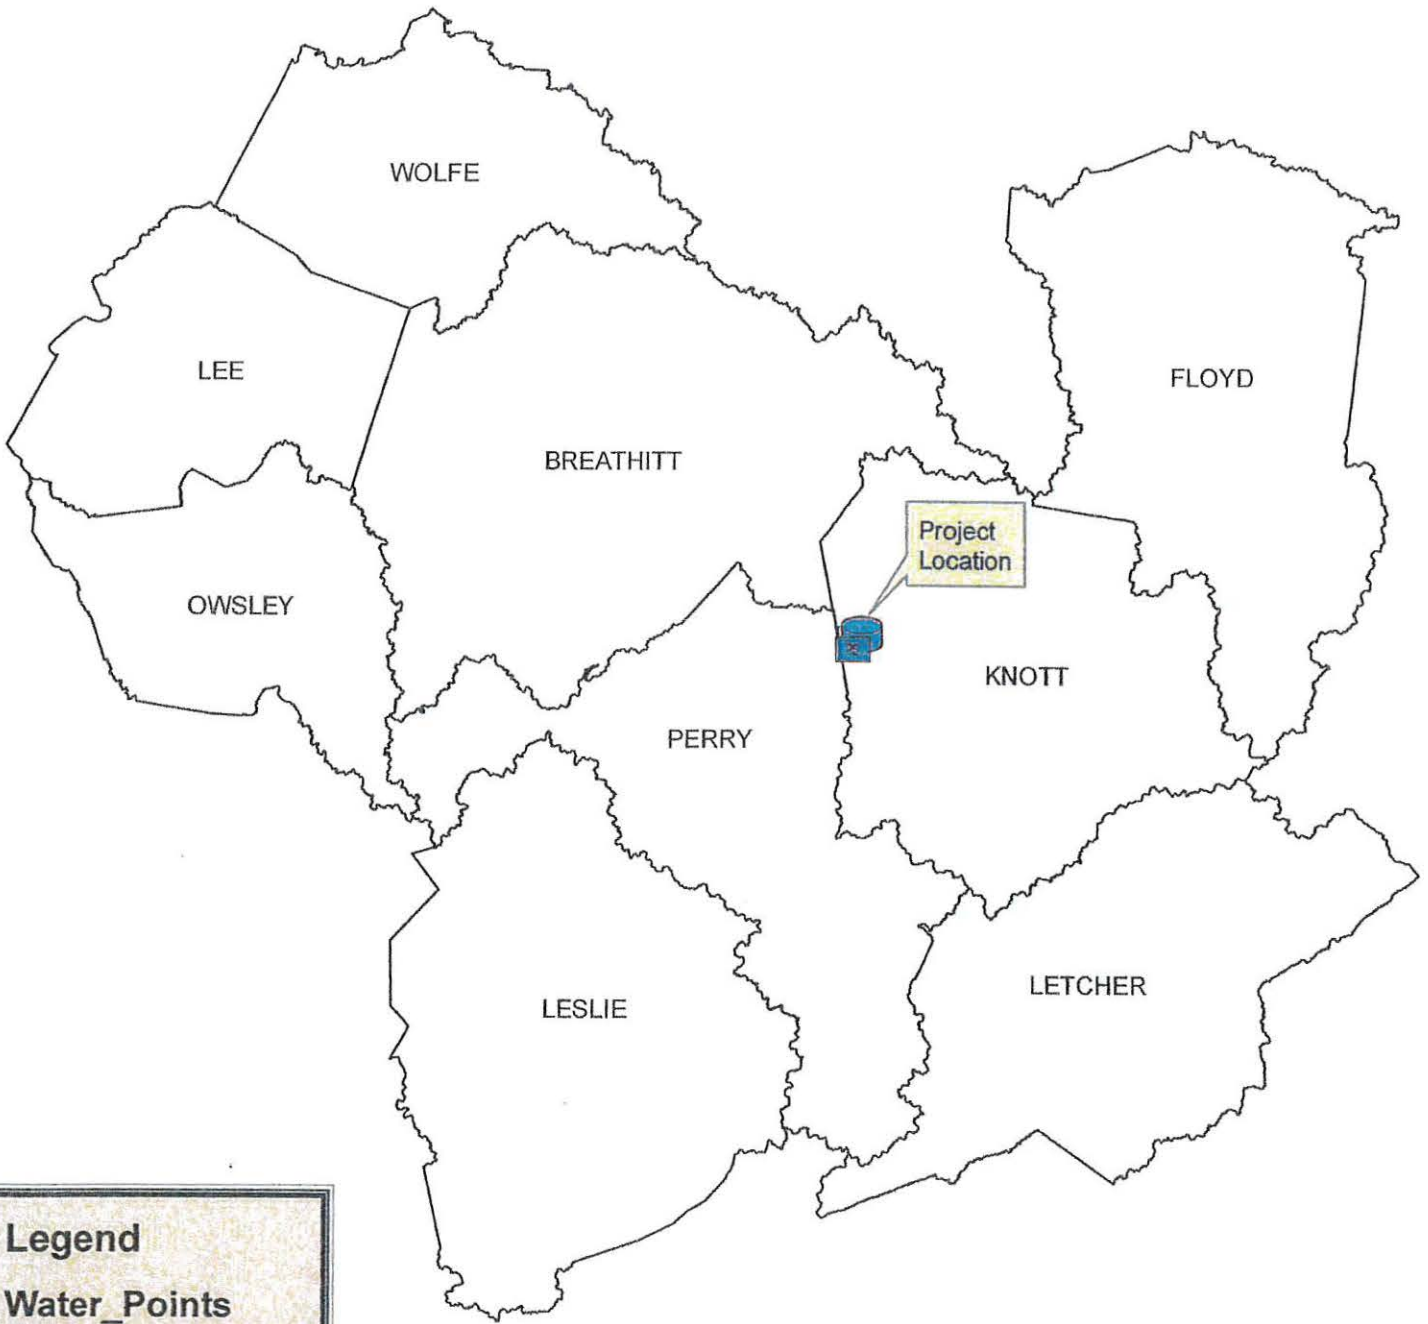 WOLFE
LEE
FLOYD
BREATHITT
Project
Location
OWSLEY
KNOTT
PERRY
LETCHER
LESLIE
Legend
Water_Points